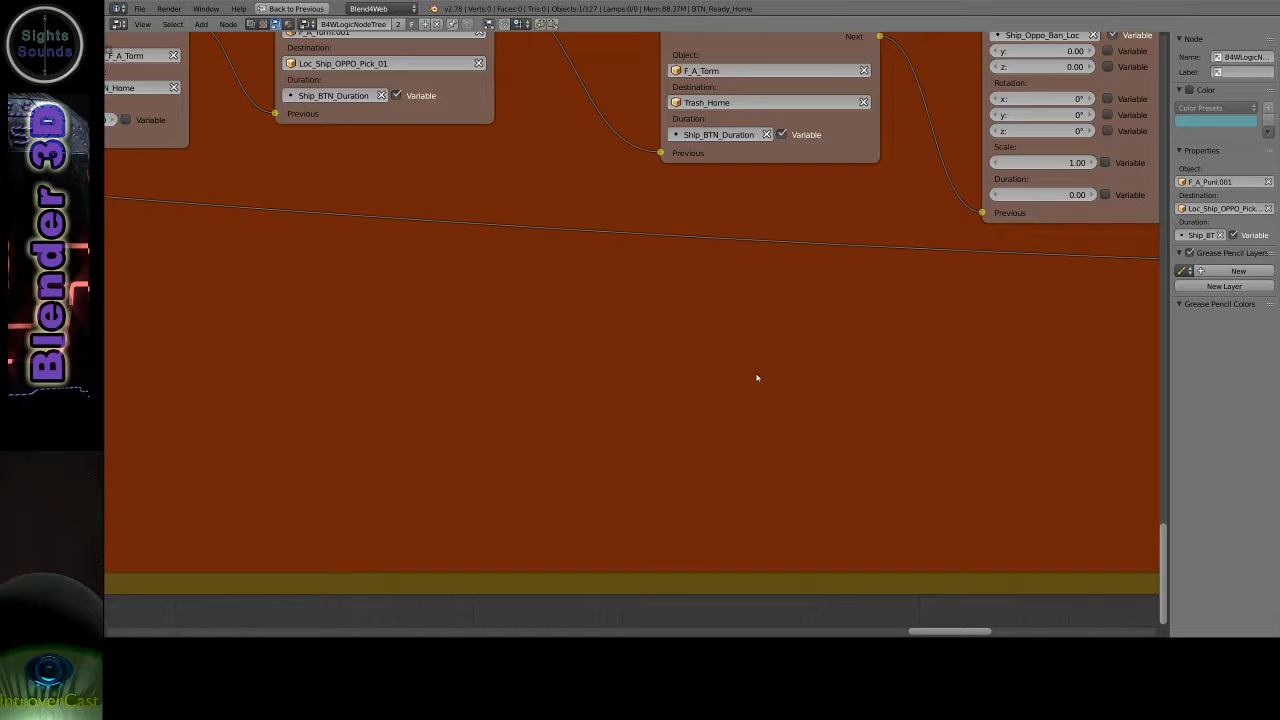 Sights
Sounds
Blender 3D
IntroverCast
File
Render
Window
Help
Back to Previous
Blend4Web
v2.78 | Verts:0 | Faces:0 | Tris:0 | Objects:1/127 | Lamps:0/0 | Mem:88.37M | BTN_Ready_Home
View
Select
Add
Node
B4WLogicNodeTree
2
F
F_A_Torm
N_Home
Variable
F_A_Torm.001
Destination:
Loc_Ship_OPPO_Pick_01
Duration:
Ship_BTN_Duration
Variable
Previous
Next
Object:
F_A_Torm
Destination:
Trash_Home
Duration:
Ship_BTN_Duration
Variable
Previous
Ship_Oppo_Ban_Loc
Variable
y: 0.00 Variable
z: 0.00 Variable
Rotation:
x: 0° Variable
y: 0° Variable
z: 0° Variable
Scale:
1.00 Variable
Duration:
0.00 Variable
Previous
Node
Name: B4WLogicN...
Label:
Color
Color Presets
Properties
Object:
F_A_Puni.001
Destination:
Loc_Ship_OPPO_Pick...
Duration:
Ship_BT
Variable
Grease Pencil Layers
New
New Layer
Grease Pencil Colors